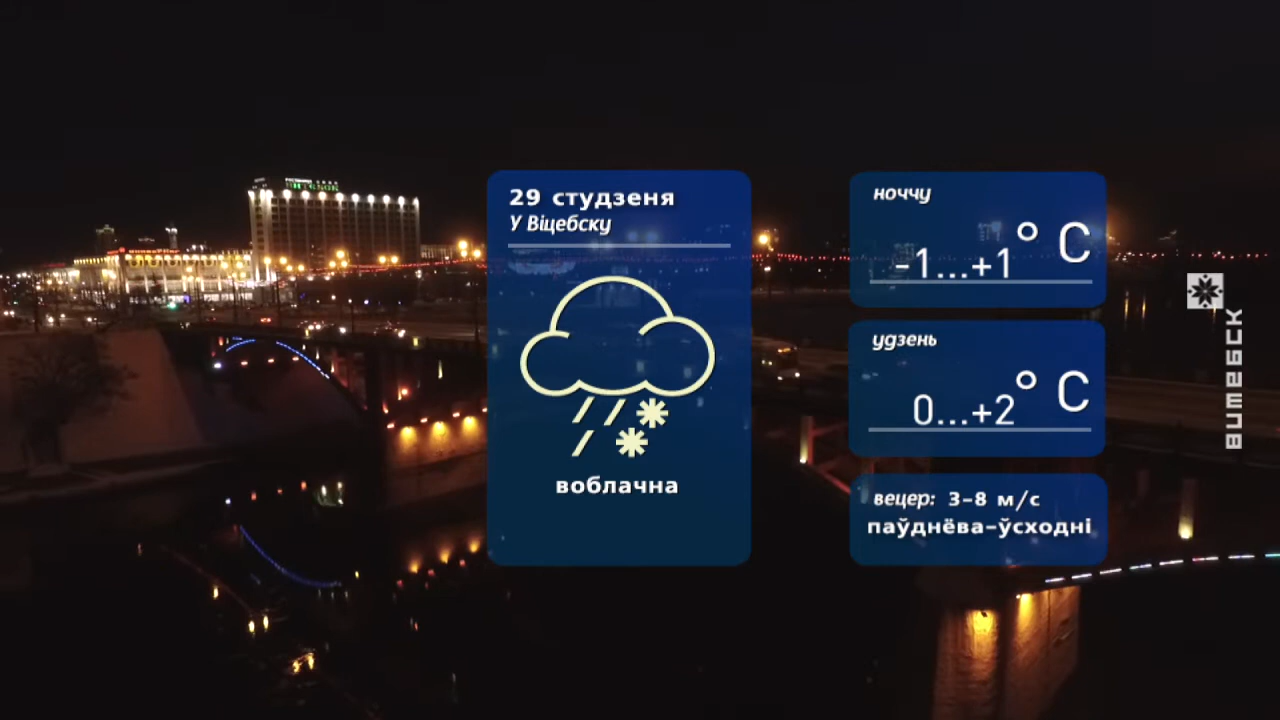 29 студзеня
У Віцебску
воблачна
ноччу
-1...+1° C
удзень
0...+2° C
вецер: 3-8 м/с
паўднёва-ўсходні
витебск